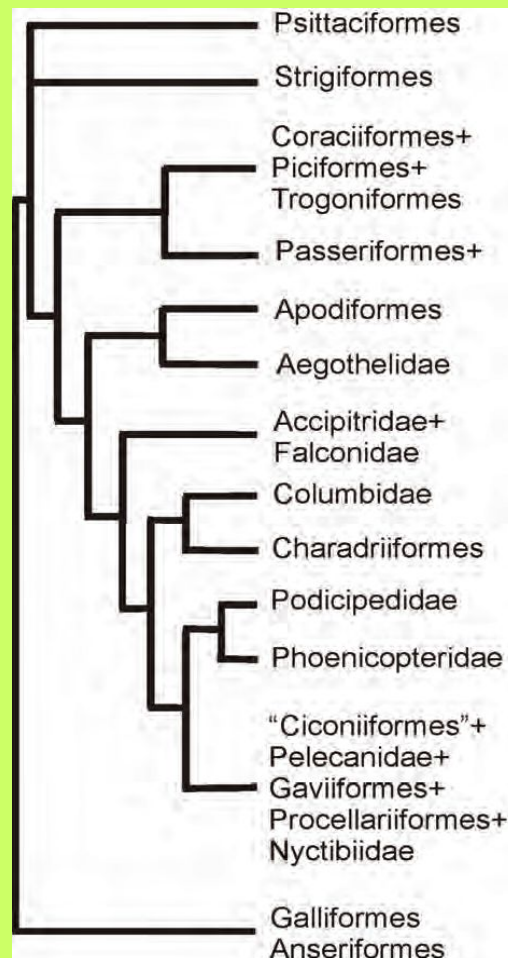 Psittaciformes
Strigiformes
Coraciiformes+
Piciformes+
Trogoniformes
Passeriformes+
Apodiformes
Aegothelidae
Accipitridae+
Falconidae
Columbidae
Charadriiformes
Podicipedidae
Phoenicopteridae
“Ciconiiformes”+
Pelecanidae+
Gaviiformes+
Procellariiformes+
Nyctibiidae
Galliformes
Anseriformes